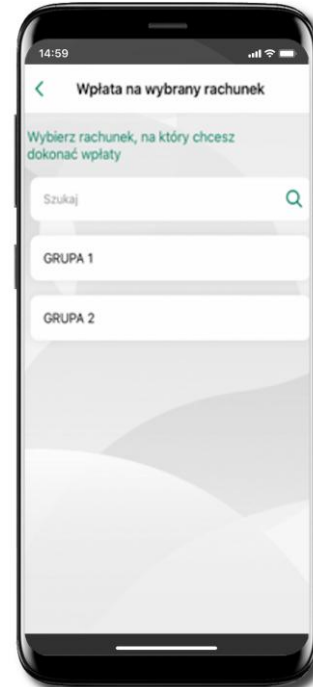 14:59
Wpłata na wybrany rachunek
Wybierz rachunek, na który chcesz
dokonać wpłaty
Szukaj
GRUPA 1
GRUPA 2